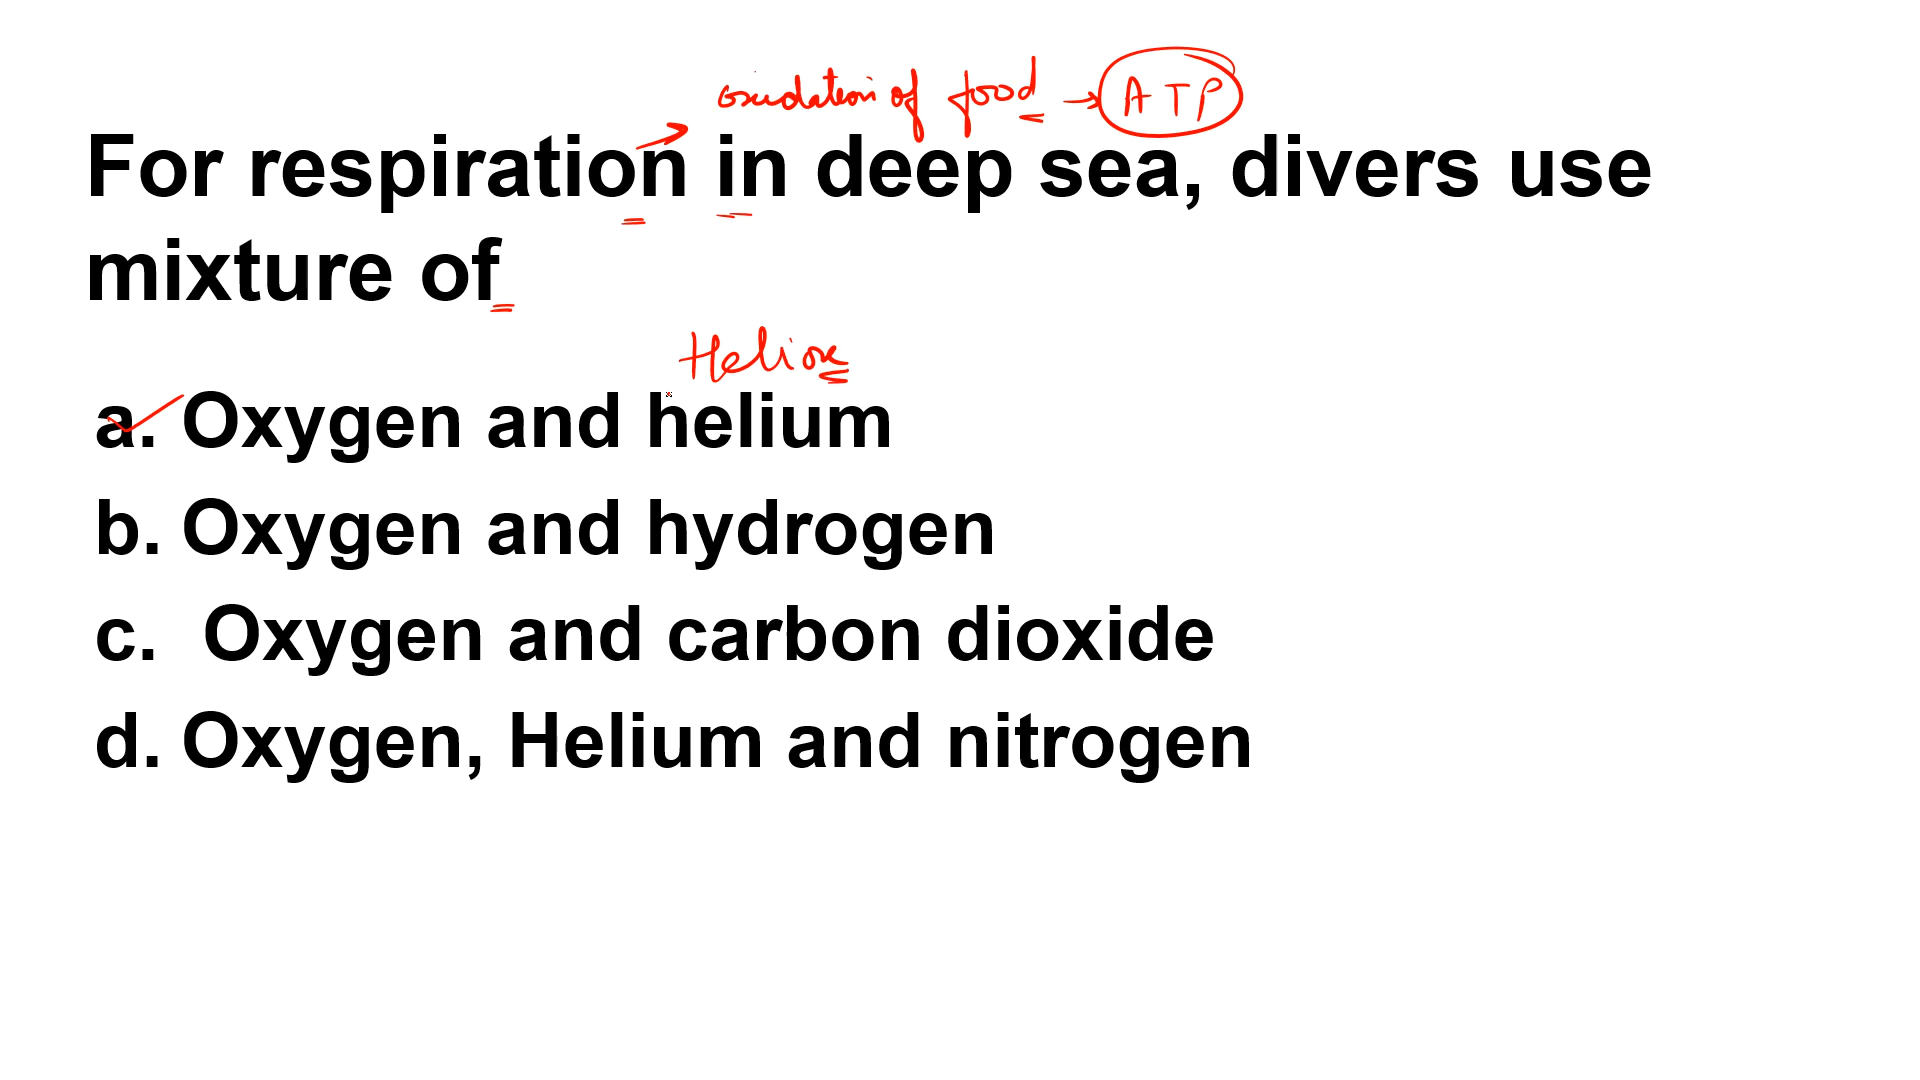 oxidation of food → ATP
For respiration in deep sea, divers use
mixture of
Heliox
a. Oxygen and helium
b. Oxygen and hydrogen
c. Oxygen and carbon dioxide
d. Oxygen, Helium and nitrogen